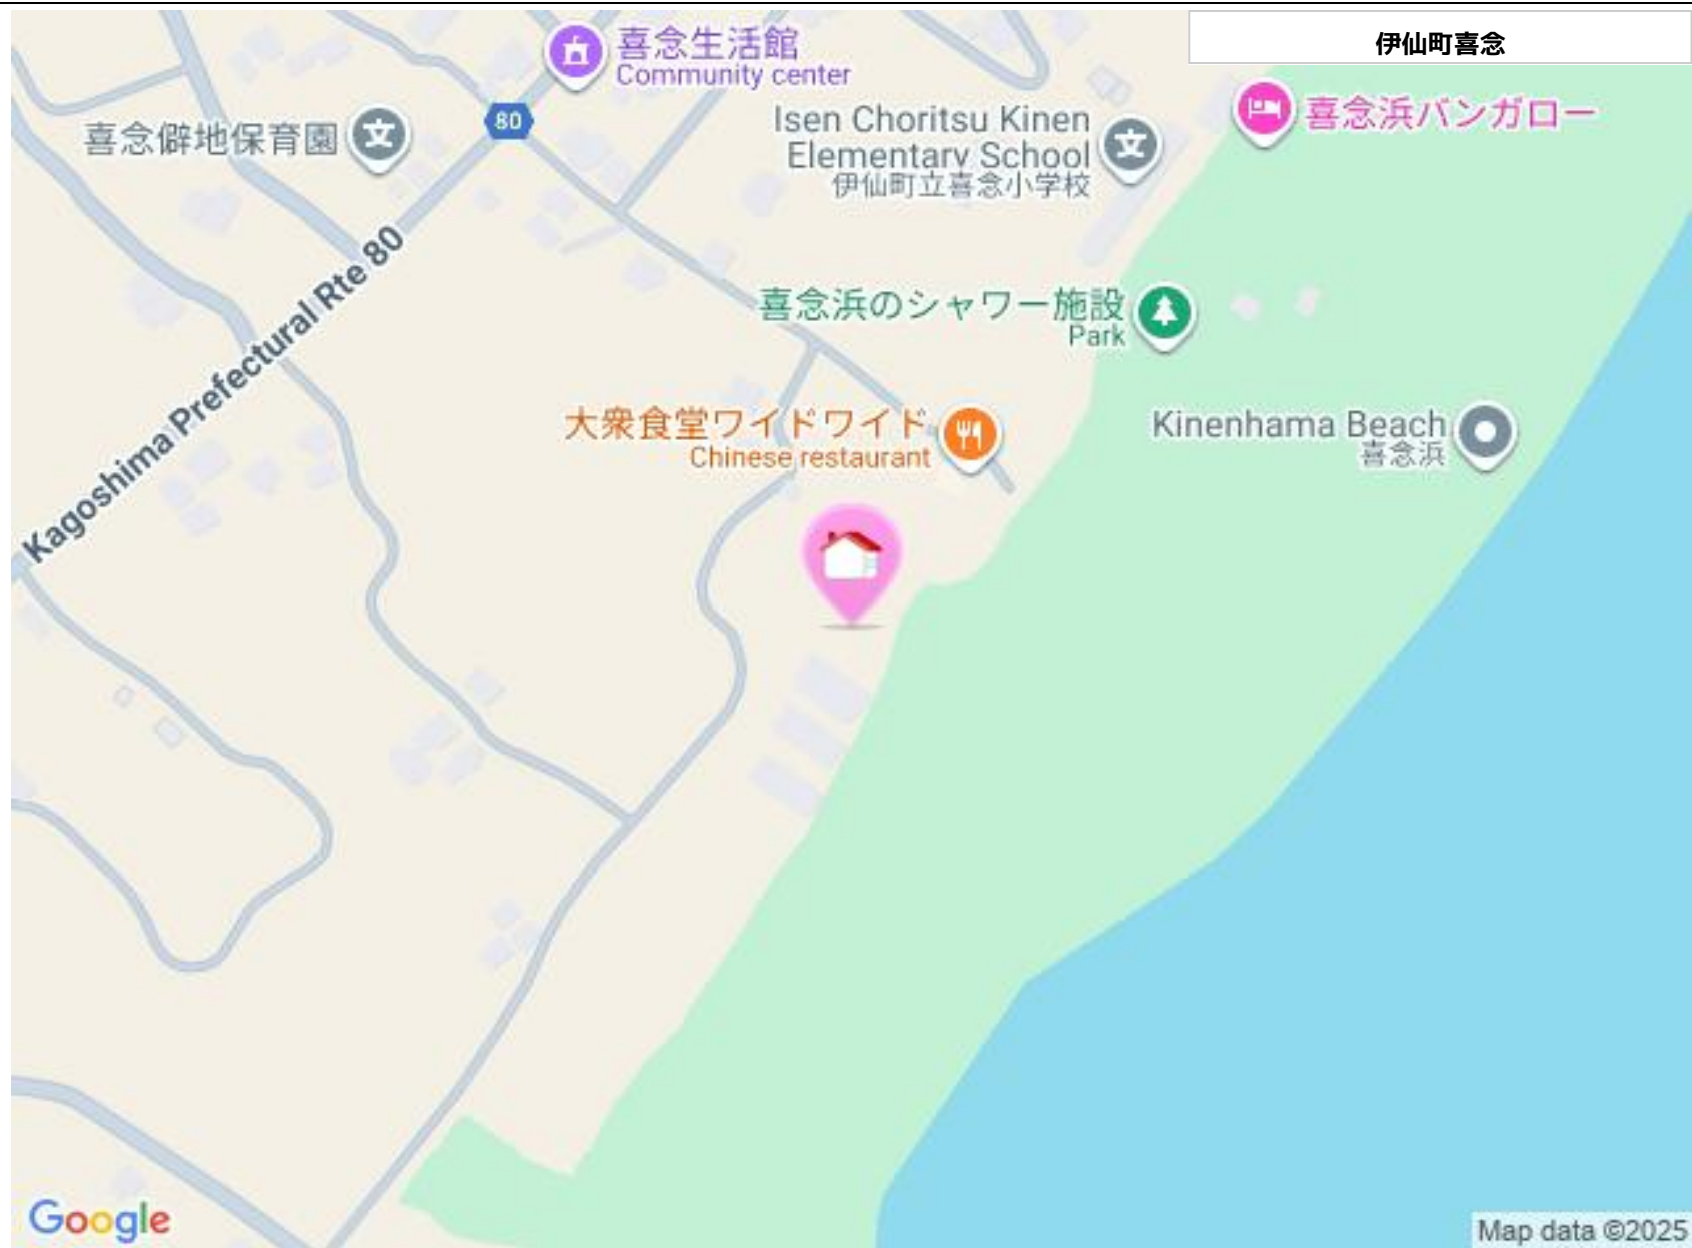 伊仙町喜念
喜念生活館
Community center
80
喜念僻地保育園
文
Isen Choritsu Kinen
Elementary School
伊仙町立喜念小学校
文
喜念浜バンガロー
Kagoshima Prefectural Rte 80
喜念浜のシャワー施設
Park
大衆食堂ワイドワイド
Chinese restaurant
Kinenhama Beach
喜念浜
Google
Map data ©2025